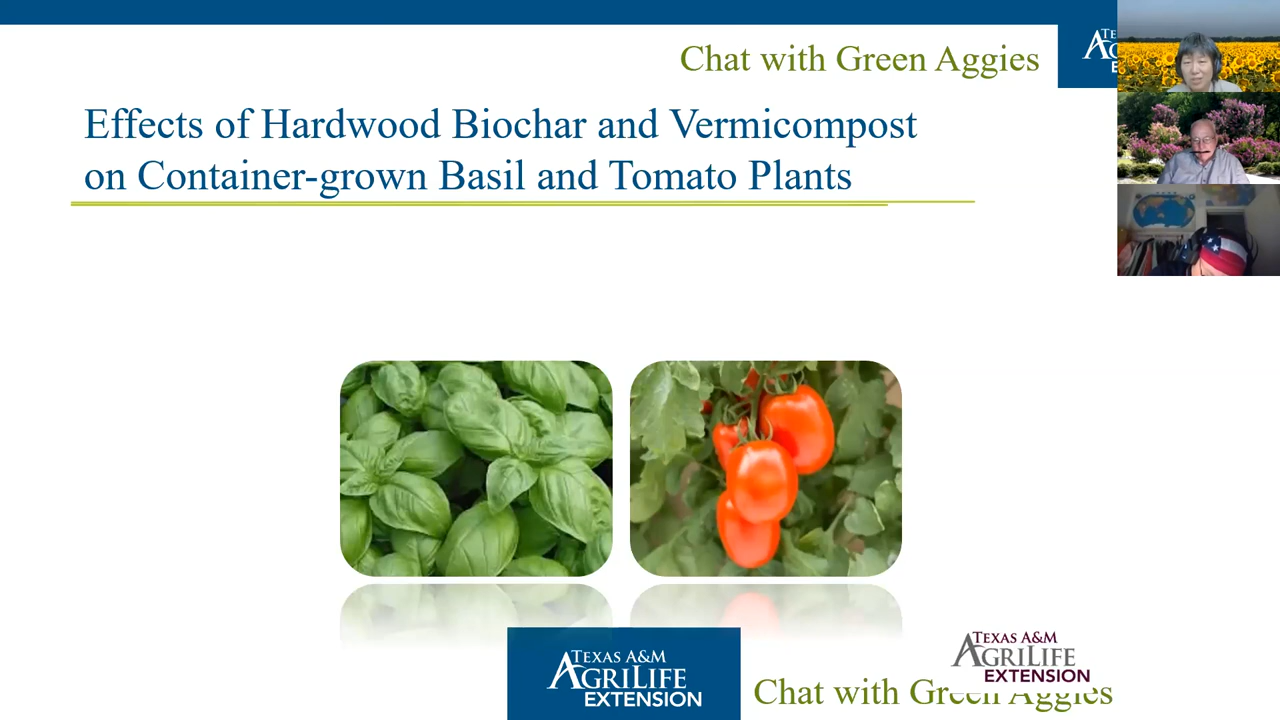 Chat with Green Aggies
Effects of Hardwood Biochar and Vermicompost
on Container-grown Basil and Tomato Plants
TEXAS A&M
AGRILIFE
EXTENSION
Chat with Green Aggies
TEXAS A&M
AGRILIFE
EXTENSION